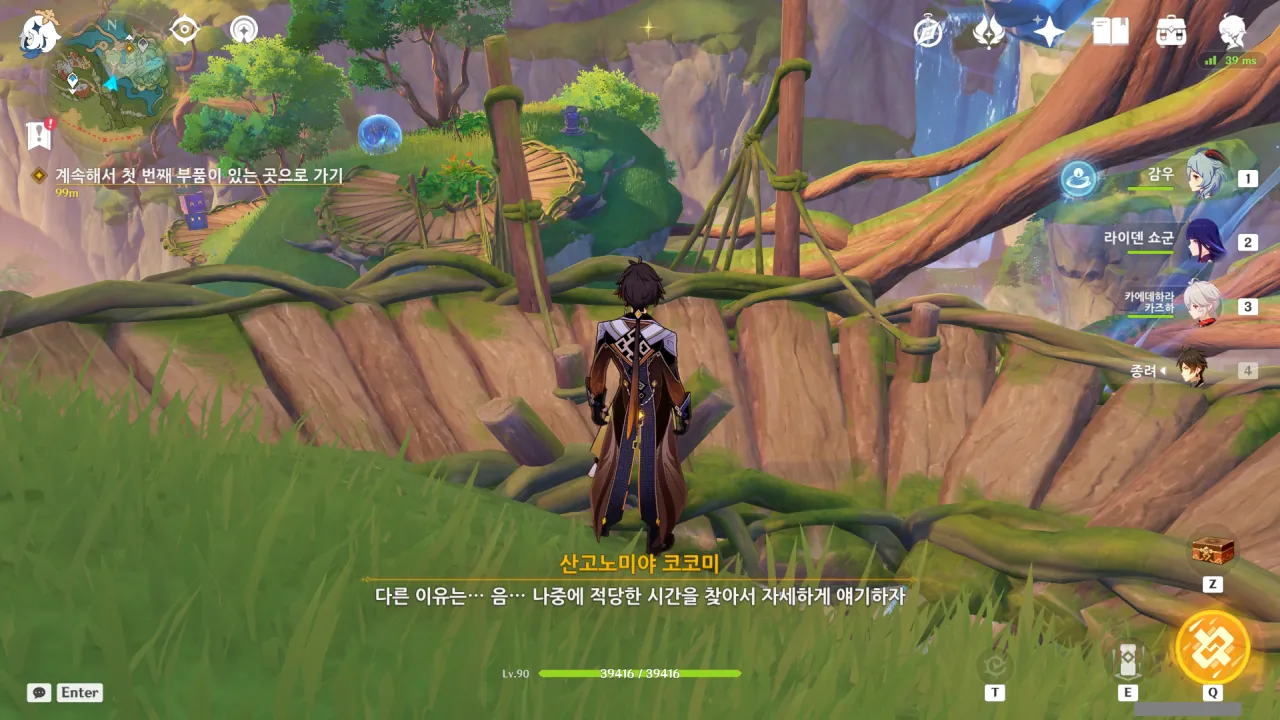 N
39 ms
계속해서 첫 번째 부품이 있는 곳으로 가기
99m
감우
1
라이덴 쇼군
2
카에데하라
카즈하
3
종려
4
산고노미야 코코미
다른 이유는… 음… 나중에 적당한 시간을 찾아서 자세하게 얘기하자
Z
Lv.90
39416 / 39416
Enter
T
E
Q